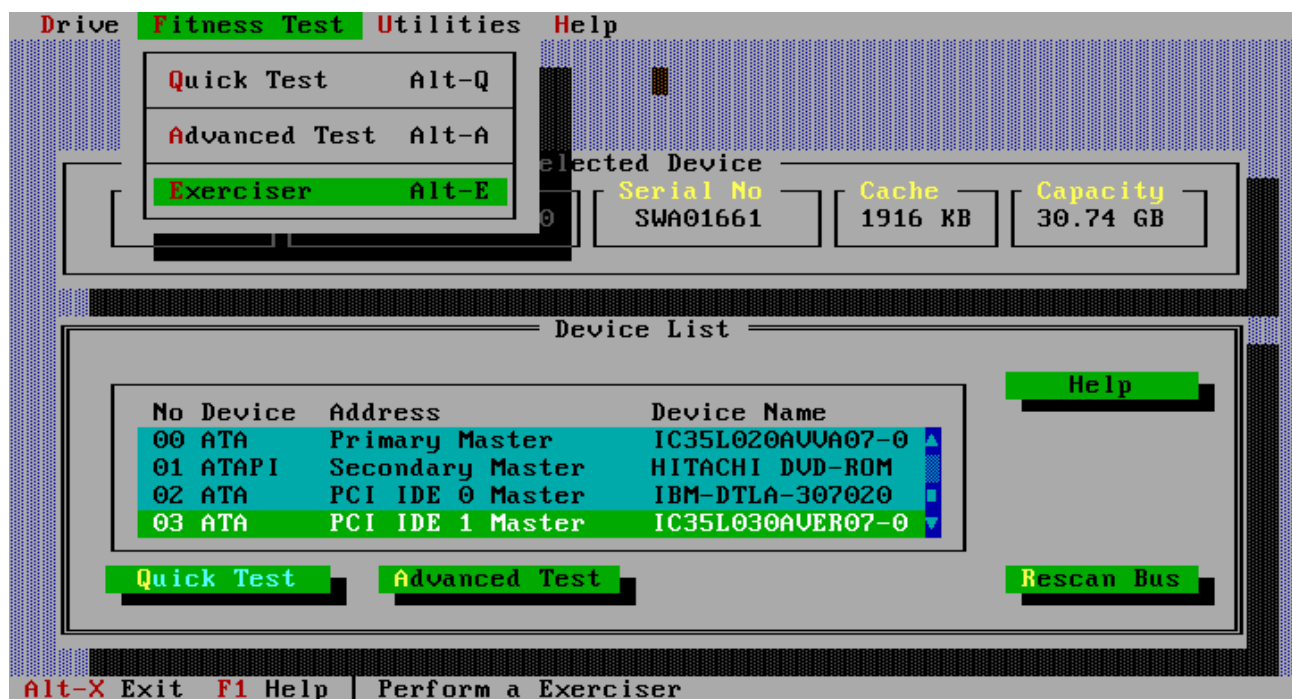 Drive Fitness Test Utilities Help
Quick Test Alt-Q
Advanced Test Alt-A
Exerciser Alt-E
elected Device
Serial No Cache Capacity
0 SWA01661 1916 KB 30.74 GB
Device List
Help
No Device Address Device Name
00 ATA Primary Master IC35L020AVVA07-0
01 ATAPI Secondary Master HITACHI DVD-ROM
02 ATA PCI IDE 0 Master IBM-DTLA-307020
03 ATA PCI IDE 1 Master IC35L030AVER07-0
Quick Test Advanced Test Rescan Bus
Alt-X Exit F1 Help Perform a Exerciser